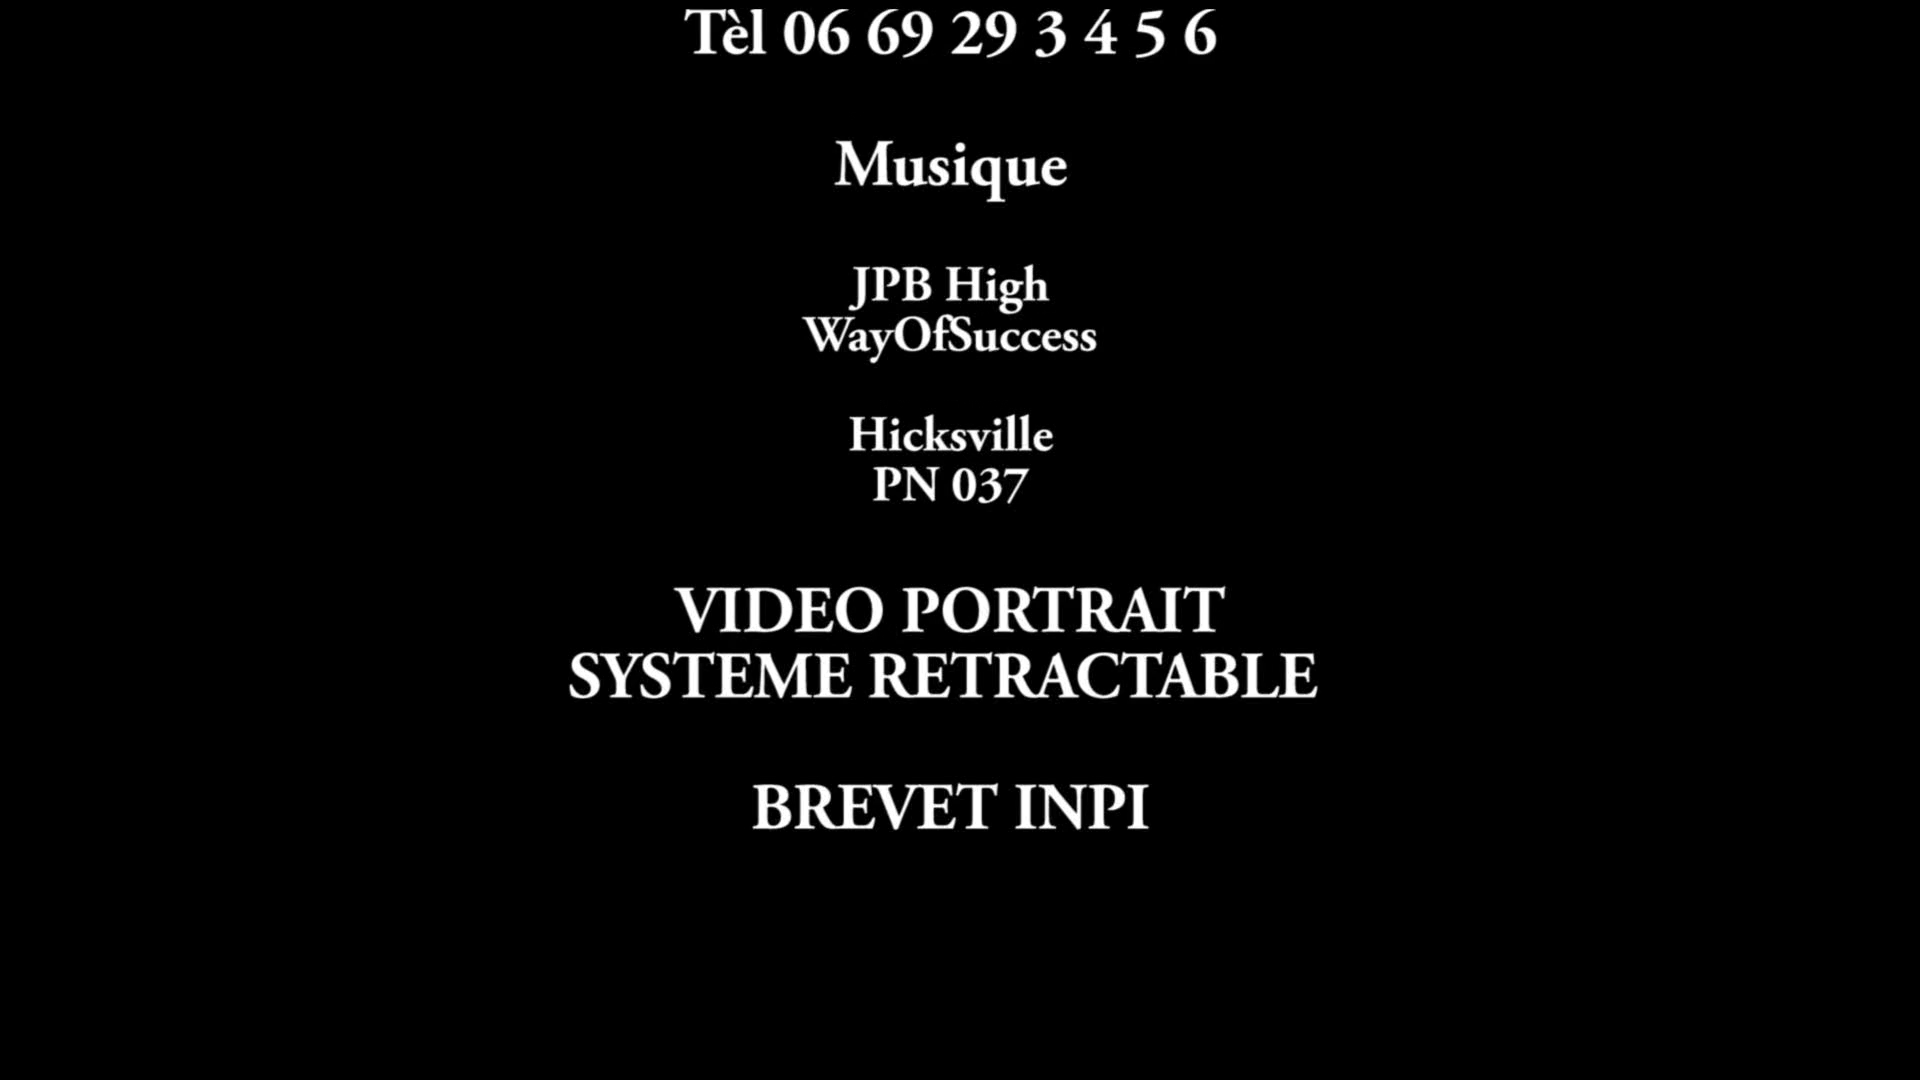 Tèl 06 69 29 3 4 5 6
Musique
JPB High
WayOfSuccess
Hicksville
PN 037
VIDEO PORTRAIT
SYSTEME RETRACTABLE
BREVET INPI